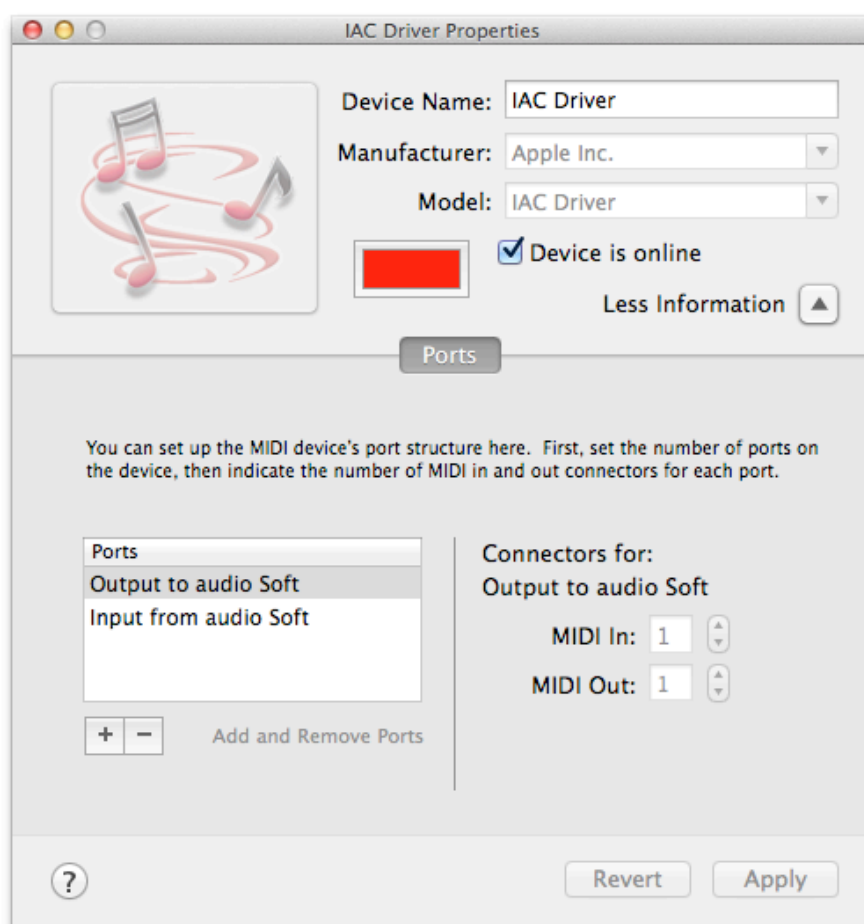 IAC Driver Properties
Device Name: IAC Driver
Manufacturer: Apple Inc.
Model: IAC Driver
Device is online
Less Information
Ports
You can set up the MIDI device's port structure here.  First, set the number of ports on
the device, then indicate the number of MIDI in and out connectors for each port.
Ports
Output to audio Soft
Input from audio Soft
+ − Add and Remove Ports
Connectors for:
Output to audio Soft
MIDI In: 1
MIDI Out: 1
? Revert Apply